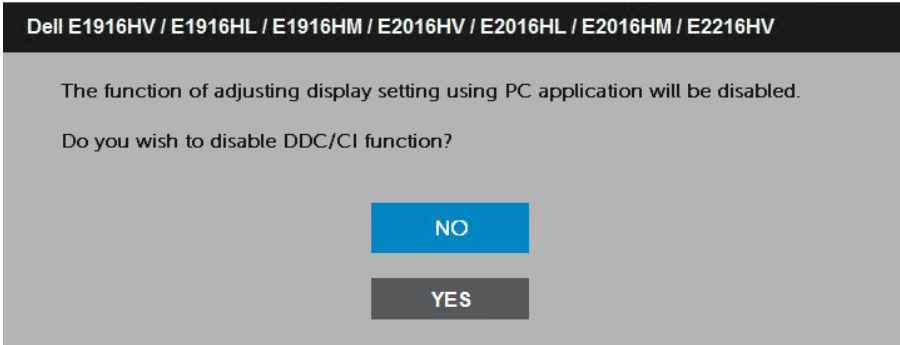 Dell E1916HV / E1916HL / E1916HM / E2016HV / E2016HL / E2016HM / E2216HV
The function of adjusting display setting using PC application will be disabled.
Do you wish to disable DDC/CI function?
NO
YES